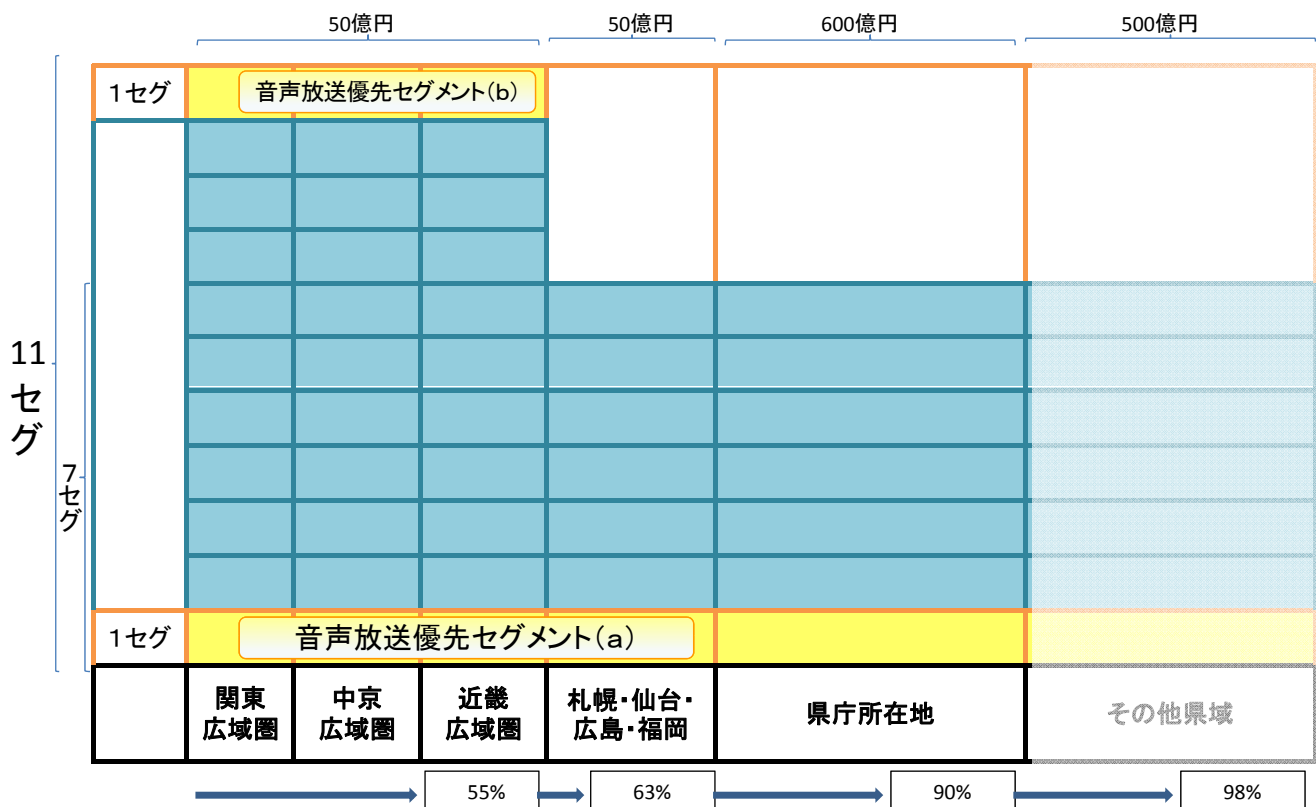 50億円
50億円
600億円
500億円
1セグ
音声放送優先セグメント(b)
11セグ
7セグ
1セグ
音声放送優先セグメント(a)
関東
広域圏
中京
広域圏
近畿
広域圏
札幌・仙台・
広島・福岡
県庁所在地
その他県域
55%
63%
90%
98%